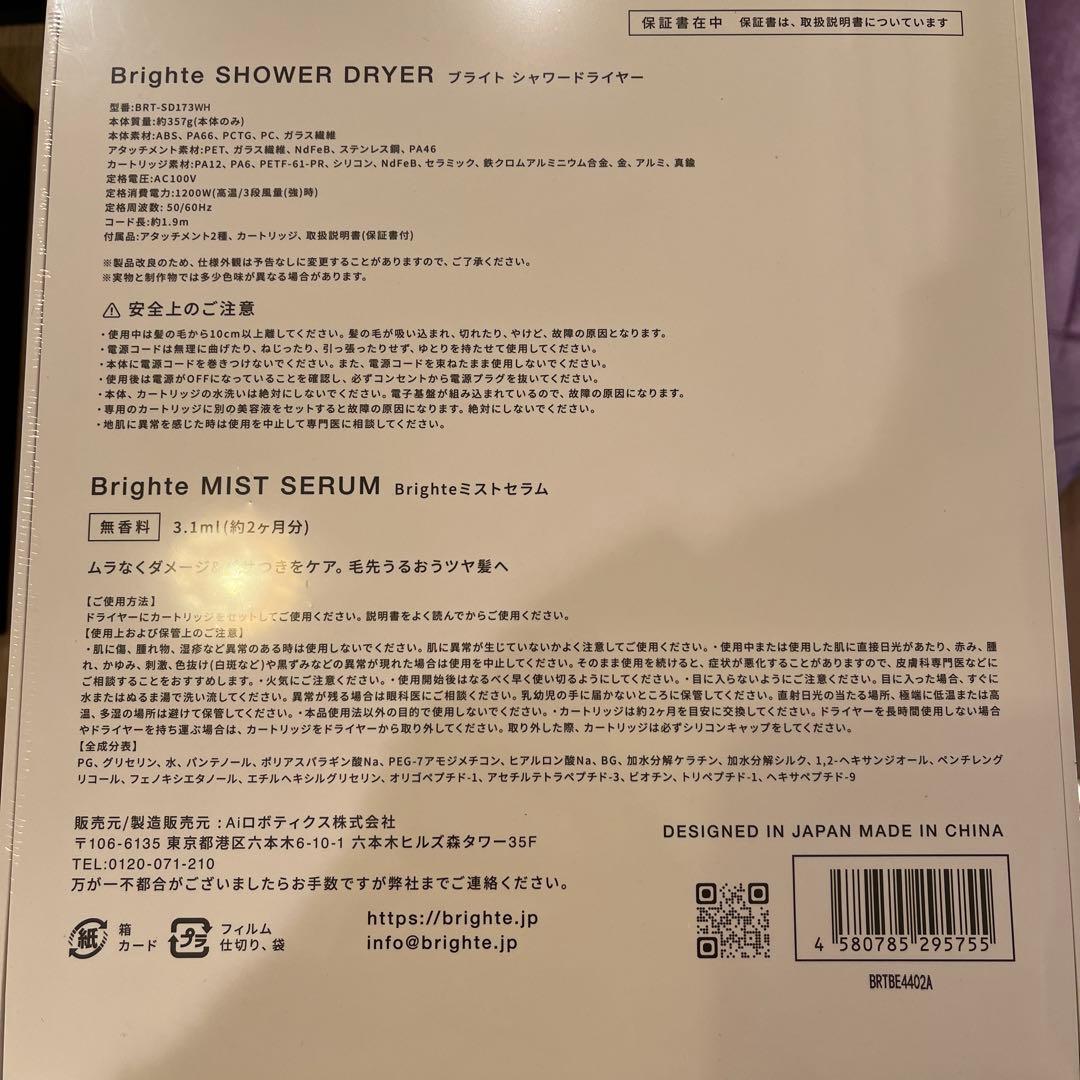 保証書在中 保証書は、取扱説明書についています
Brighte SHOWER DRYER ブライト シャワードライヤー
型番:BRT-SD173WH
本体質量:約357g(本体のみ)
本体素材:ABS、PA66、PCTG、PC、ガラス繊維
アタッチメント素材:PET、ガラス繊維、NdFeB、ステンレス鋼、PA46
カートリッジ素材:PA12、PA6、PETF-61-PR、シリコン、NdFeB、セラミック、鉄クロムアルミニウム合金、金、アルミ、真鍮
定格電圧:AC100V
定格消費電力:1200W(高温/3段風量(強)時)
定格周波数: 50/60Hz
コード長:約1.9m
付属品:アタッチメント2種、カートリッジ、取扱説明書(保証書付)
※製品改良のため、仕様外観は予告なしに変更することがありますので、ご了承ください。
※実物と制作物では多少色味が異なる場合があります。
安全上のご注意
・使用中は髪の毛から10cm以上離してください。髪の毛が吸い込まれ、切れたり、やけど、故障の原因となります。
・電源コードは無理に曲げたり、ねじったり、引っ張ったりせず、ゆとりを持たせて使用してください。
・本体に電源コードを巻きつけないでください。また、電源コードを束ねたまま使用しないでください。
・使用後は電源がOFFになっていることを確認し、必ずコンセントから電源プラグを抜いてください。
・本体、カートリッジの水洗いは絶対にしないでください。電子基盤が組み込まれているので、故障の原因になります。
・専用のカートリッジに別の美容液をセットすると故障の原因になります。絶対にしないでください。
・地肌に異常を感じた時は使用を中止して専門医に相談してください。
Brighte MIST SERUM Brighteミストセラム
無香料 3.1ml(約2ヶ月分)
ムラなくダメージ&パサつきをケア。毛先うるおうツヤ髪へ
【ご使用方法】
ドライヤーにカートリッジをセットしてご使用ください。説明書をよく読んでからご使用ください。
【使用上および保管上のご注意】
・肌に傷、腫れ物、湿疹など異常のある時は使用しないでください。肌に異常が生じていないかよく注意してご使用ください。・使用中または使用した肌に直接日光があたり、赤み、腫
れ、かゆみ、刺激、色抜け(白斑など)や黒ずみなどの異常が現れた場合は使用を中止してください。そのまま使用を続けると、症状が悪化することがありますので、皮膚科専門医などに
ご相談することをおすすめします。・火気にご注意ください。・使用開始後はなるべく早く使い切るようにしてください。・目に入らないようにご注意ください。目に入った場合、すぐに
水またはぬるま湯で洗い流してください。異常が残る場合は眼科医にご相談ください。乳幼児の手に届かないところに保管してください。直射日光の当たる場所、極端に低温または高
温、多湿の場所は避けて保管してください。・本品使用法以外の目的で使用しないでください。・カートリッジは約2ヶ月を目安に交換してください。ドライヤーを長時間使用しない場合
やドライヤーを持ち運ぶ場合は、カートリッジをドライヤーから取り外してください。取り外した際、カートリッジは必ずシリコンキャップをしてください。
【全成分表】
PG、グリセリン、水、パンテノール、ポリアスパラギン酸Na、PEG-7アモジメチコン、ヒアルロン酸Na、BG、加水分解ケラチン、加水分解シルク、1,2-ヘキサンジオール、ペンチレング
リコール、フェノキシエタノール、エチルヘキシルグリセリン、オリゴペプチド-1、アセチルテトラペプチド-3、ビオチン、トリペプチド-1、ヘキサペプチド-9
販売元/製造販売元:Aiロボティクス株式会社
〒106-6135 東京都港区六本木6-10-1 六本木ヒルズ森タワー35F
TEL:0120-071-210
万が一不都合がございましたらお手数ですが弊社までご連絡ください。
DESIGNED IN JAPAN MADE IN CHINA
紙 箱
カード
プラ フィルム
仕切り、袋
https://brighte.jp
info@brighte.jp
4 580785 295755
BRTBE4402A